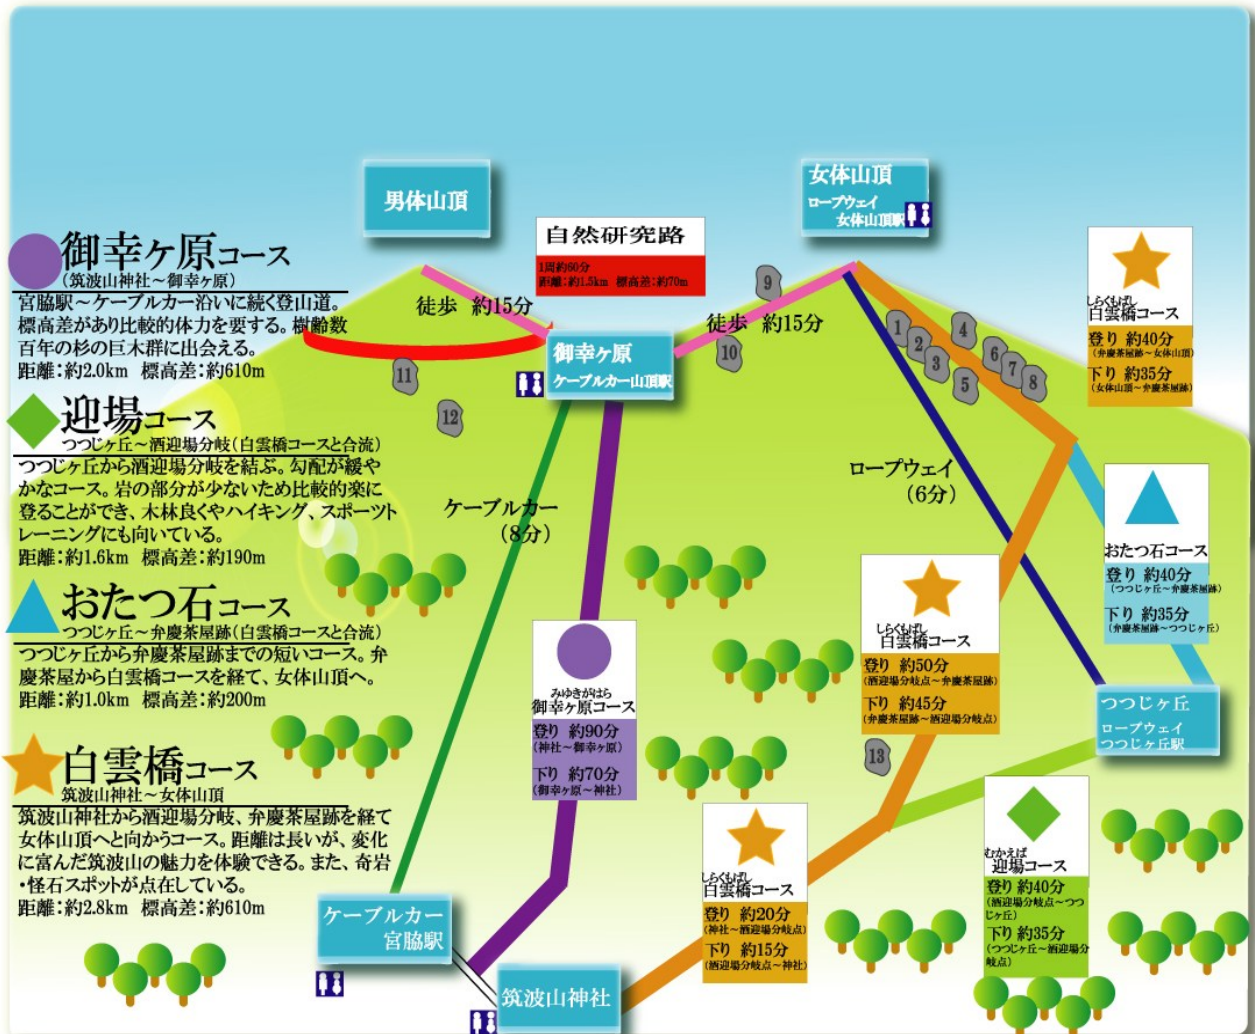 男体山頂
女体山頂
ロープウェイ
女体山頂駅
自然研究路
1周約60分
距離:約1.5km 標高差:約70m
徒歩 約15分
徒歩 約15分
御幸ヶ原
ケーブルカー山頂駅
御幸ヶ原コース
(筑波山神社~御幸ヶ原)
宮脇駅~ケーブルカー沿いに続く登山道。
標高差があり比較的体力を要する。樹齢数
百年の杉の巨木群に出会える。
距離:約2.0km 標高差:約610m
迎場コース
つつじヶ丘~酒迎場分岐(白雲橋コースと合流)
つつじヶ丘から酒迎場分岐を結ぶ。勾配が緩や
かなコース。岩の部分が少ないため比較的楽に
登ることができ、木林良くやハイキング、スポーツト
レーニングにも向いている。
距離:約1.6km 標高差:約190m
おたつ石コース
つつじヶ丘~弁慶茶屋跡(白雲橋コースと合流)
つつじヶ丘から弁慶茶屋跡までの短いコース。弁
慶茶屋から白雲橋コースを経て、女体山頂へ。
距離:約1.0km 標高差:約200m
白雲橋コース
筑波山神社~女体山頂
筑波山神社から酒迎場分岐、弁慶茶屋跡を経て
女体山頂へと向かうコース。距離は長いが、変化
に富んだ筑波山の魅力を体験できる。また、奇岩
・怪石スポットが点在している。
距離:約2.8km 標高差:約610m
9
10
11
12
1
2
3
4
5
6
7
8
13
ケーブルカー
(8分)
ロープウェイ
(6分)
しらくもばし
白雲橋コース
登り 約40分
(弁慶茶屋跡~女体山頂)
下り 約35分
(女体山頂~弁慶茶屋跡)
おたつ石コース
登り 約40分
(つつじヶ丘~弁慶茶屋跡)
下り 約35分
(弁慶茶屋跡~つつじヶ丘)
しらくもばし
白雲橋コース
登り 約50分
(酒迎場分岐点~弁慶茶屋跡)
下り 約45分
(弁慶茶屋跡~酒迎場分岐点)
みゆきがはら
御幸ヶ原コース
登り 約90分
(神社~御幸ヶ原)
下り 約70分
(御幸ヶ原~神社)
つつじヶ丘
ロープウェイ
つつじヶ丘駅
しらくもばし
白雲橋コース
登り 約20分
(神社~酒迎場分岐点)
下り 約15分
(酒迎場分岐点~神社)
むかえば
迎場コース
登り 約40分
(酒迎場分岐点~つつ
じヶ丘)
下り 約35分
(つつじヶ丘~酒迎場分
岐点)
ケーブルカー
宮脇駅
筑波山神社